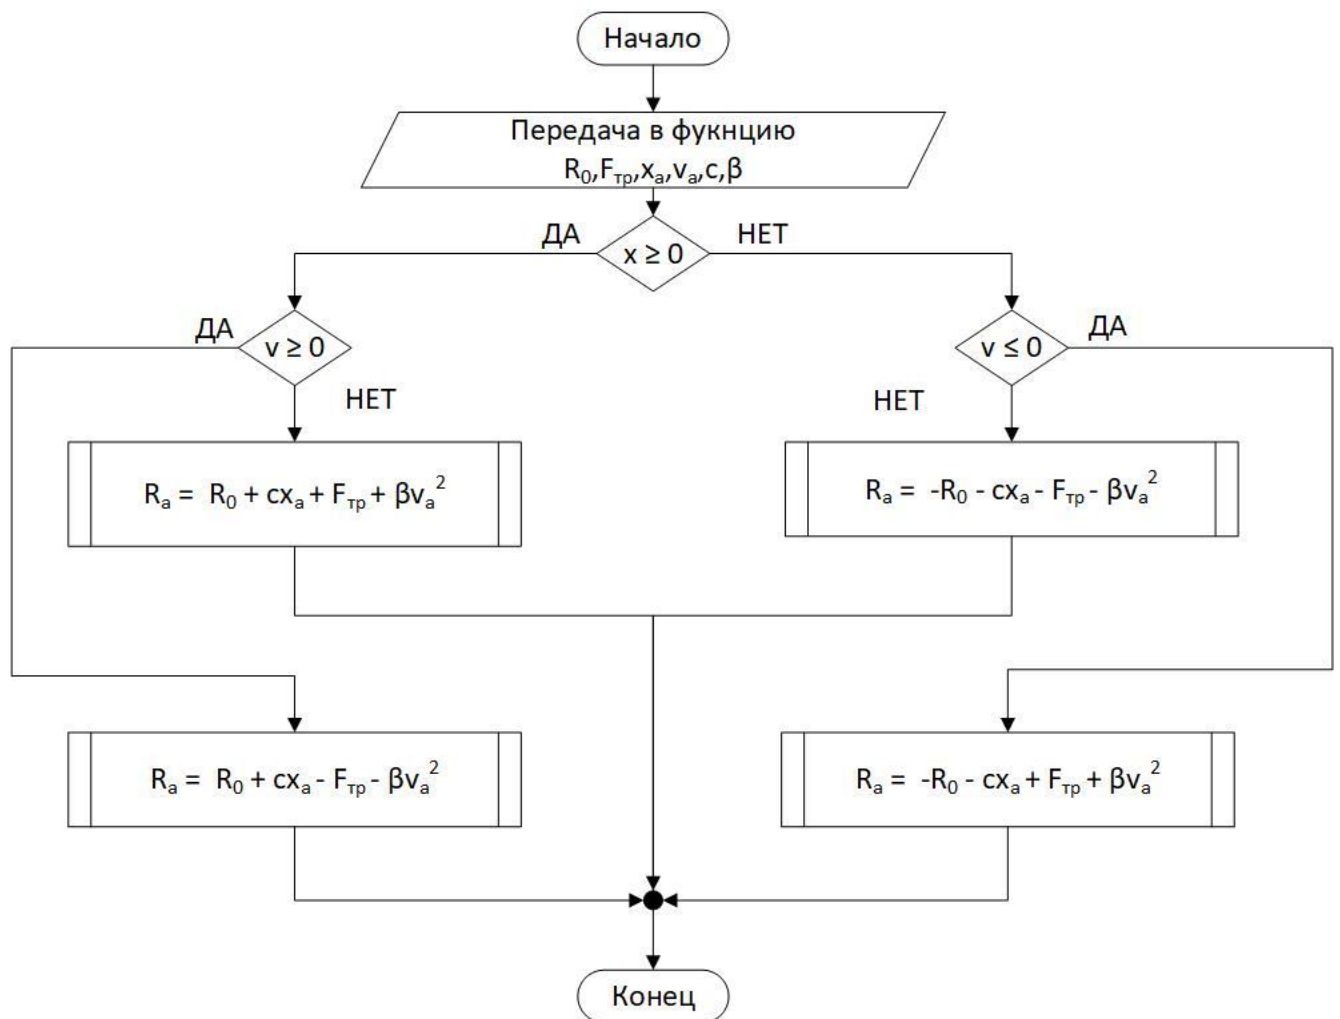 Начало
Передача в фукнцию
R₀,Fтр,xₐ,vₐ,c,β
ДА
x ≥ 0
НЕТ
ДА
v ≥ 0
НЕТ
v ≤ 0
ДА
НЕТ
Rₐ = R₀ + cxₐ + Fтр + βvₐ²
Rₐ = -R₀ - cxₐ - Fтр - βvₐ²
Rₐ = R₀ + cxₐ - Fтр - βvₐ²
Rₐ = -R₀ - cxₐ + Fтр + βvₐ²
Конец